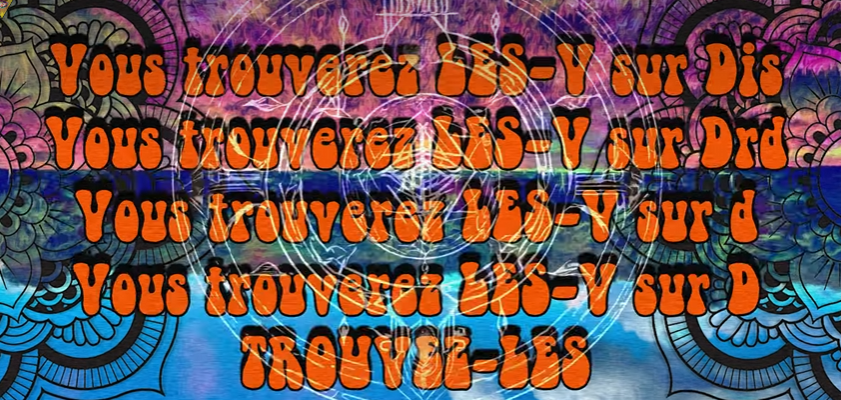 Vous trouverez LES-Y sur Dis
Vous trouverez LES-Y sur Drd
Vous trouverez LES-Y sur d
Vous trouverez LES-Y sur D
TROUVEZ-LES